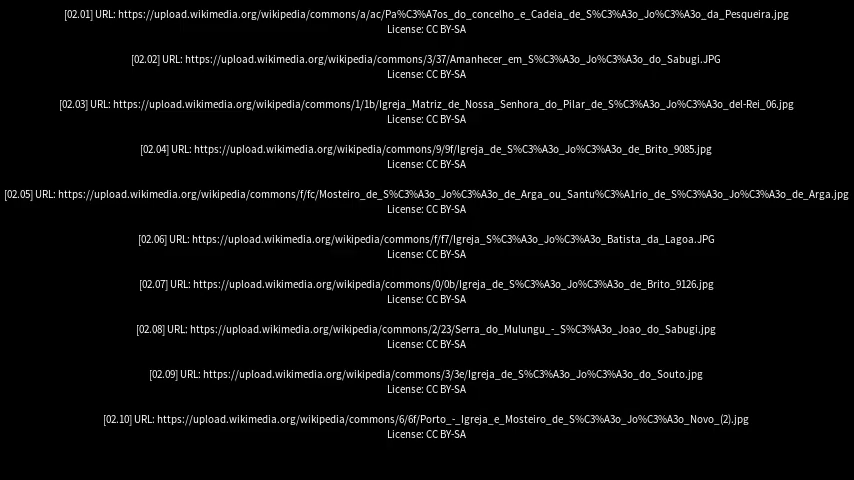 [02.01] URL: https://upload.wikimedia.org/wikipedia/commons/a/ac/Pa%C3%A7os_do_concelho_e_Cadeia_de_S%C3%A3o_Jo%C3%A3o_da_Pesqueira.jpg
License: CC BY-SA
[02.02] URL: https://upload.wikimedia.org/wikipedia/commons/3/37/Amanhecer_em_S%C3%A3o_Jo%C3%A3o_do_Sabugi.JPG
License: CC BY-SA
[02.03] URL: https://upload.wikimedia.org/wikipedia/commons/1/1b/Igreja_Matriz_de_Nossa_Senhora_do_Pilar_de_S%C3%A3o_Jo%C3%A3o_del-Rei_06.jpg
License: CC BY-SA
[02.04] URL: https://upload.wikimedia.org/wikipedia/commons/9/9f/Igreja_de_S%C3%A3o_Jo%C3%A3o_de_Brito_9085.jpg
License: CC BY-SA
[02.05] URL: https://upload.wikimedia.org/wikipedia/commons/f/fc/Mosteiro_de_S%C3%A3o_Jo%C3%A3o_de_Arga_ou_Santu%C3%A1rio_de_S%C3%A3o_Jo%C3%A3o_de_Arga.jpg
License: CC BY-SA
[02.06] URL: https://upload.wikimedia.org/wikipedia/commons/f/f7/Igreja_S%C3%A3o_Jo%C3%A3o_Batista_da_Lagoa.JPG
License: CC BY-SA
[02.07] URL: https://upload.wikimedia.org/wikipedia/commons/0/0b/Igreja_de_S%C3%A3o_Jo%C3%A3o_de_Brito_9126.jpg
License: CC BY-SA
[02.08] URL: https://upload.wikimedia.org/wikipedia/commons/2/23/Serra_do_Mulungu_-_S%C3%A3o_Joao_do_Sabugi.jpg
License: CC BY-SA
[02.09] URL: https://upload.wikimedia.org/wikipedia/commons/3/3e/Igreja_de_S%C3%A3o_Jo%C3%A3o_do_Souto.jpg
License: CC BY-SA
[02.10] URL: https://upload.wikimedia.org/wikipedia/commons/6/6f/Porto_-_Igreja_e_Mosteiro_de_S%C3%A3o_Jo%C3%A3o_Novo_(2).jpg
License: CC BY-SA